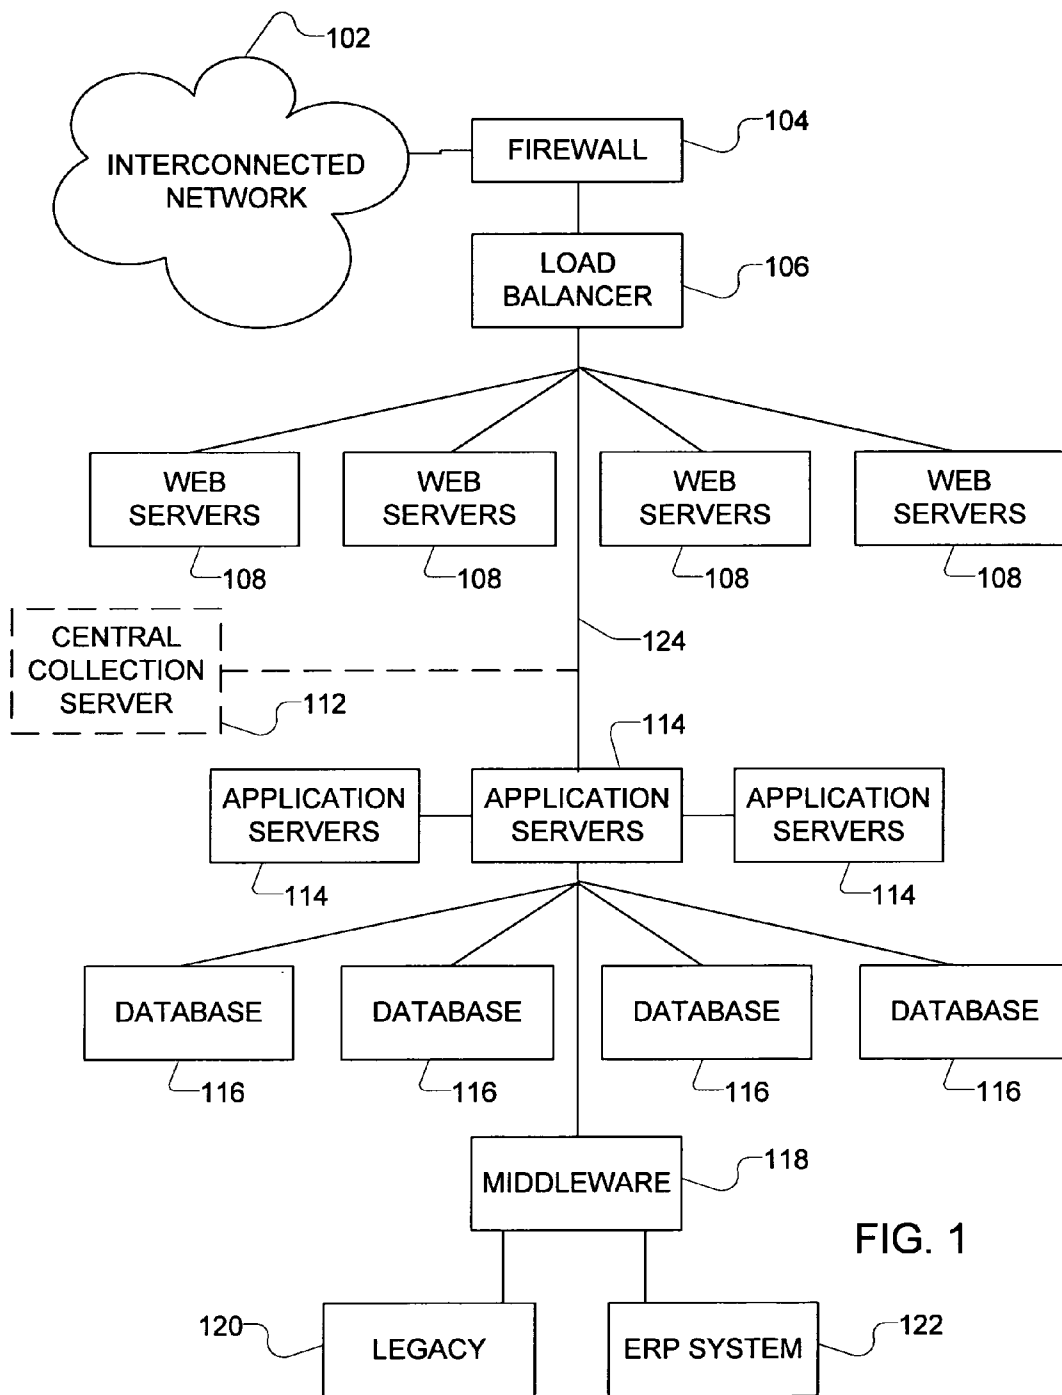 102
INTERCONNECTED
NETWORK
FIREWALL
104
LOAD
BALANCER
106
WEB
SERVERS
108
WEB
SERVERS
108
WEB
SERVERS
108
WEB
SERVERS
108
CENTRAL
COLLECTION
SERVER
112
124
114
APPLICATION
SERVERS
114
APPLICATION
SERVERS
APPLICATION
SERVERS
114
DATABASE
116
DATABASE
116
DATABASE
116
DATABASE
116
MIDDLEWARE
118
FIG. 1
120
LEGACY
ERP SYSTEM
122